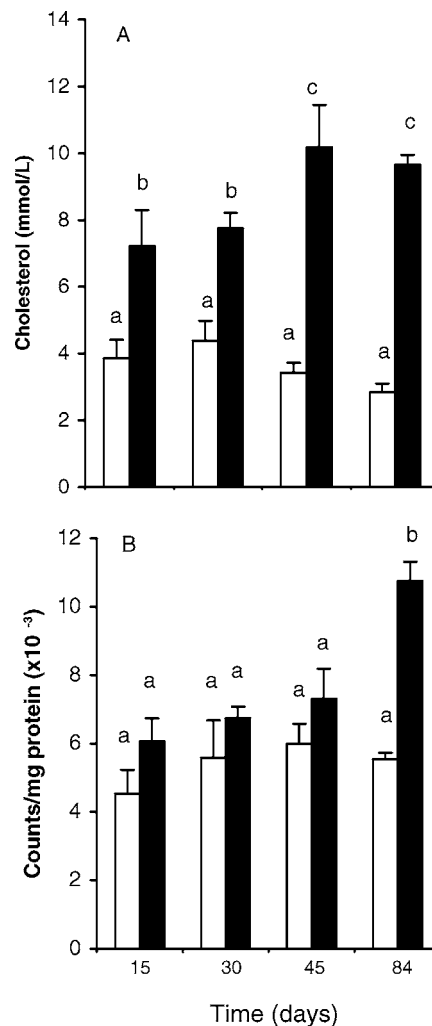 14
A
12
c
c
10
b
b
8
Cholesterol (mmol/L)
6
a
a
a
a
4
2
0
12
B
b
10
8
a
a
a
a
a
a
a
Counts/mg protein (x10 -3)
6
4
2
0
15 30 45 84
Time (days)